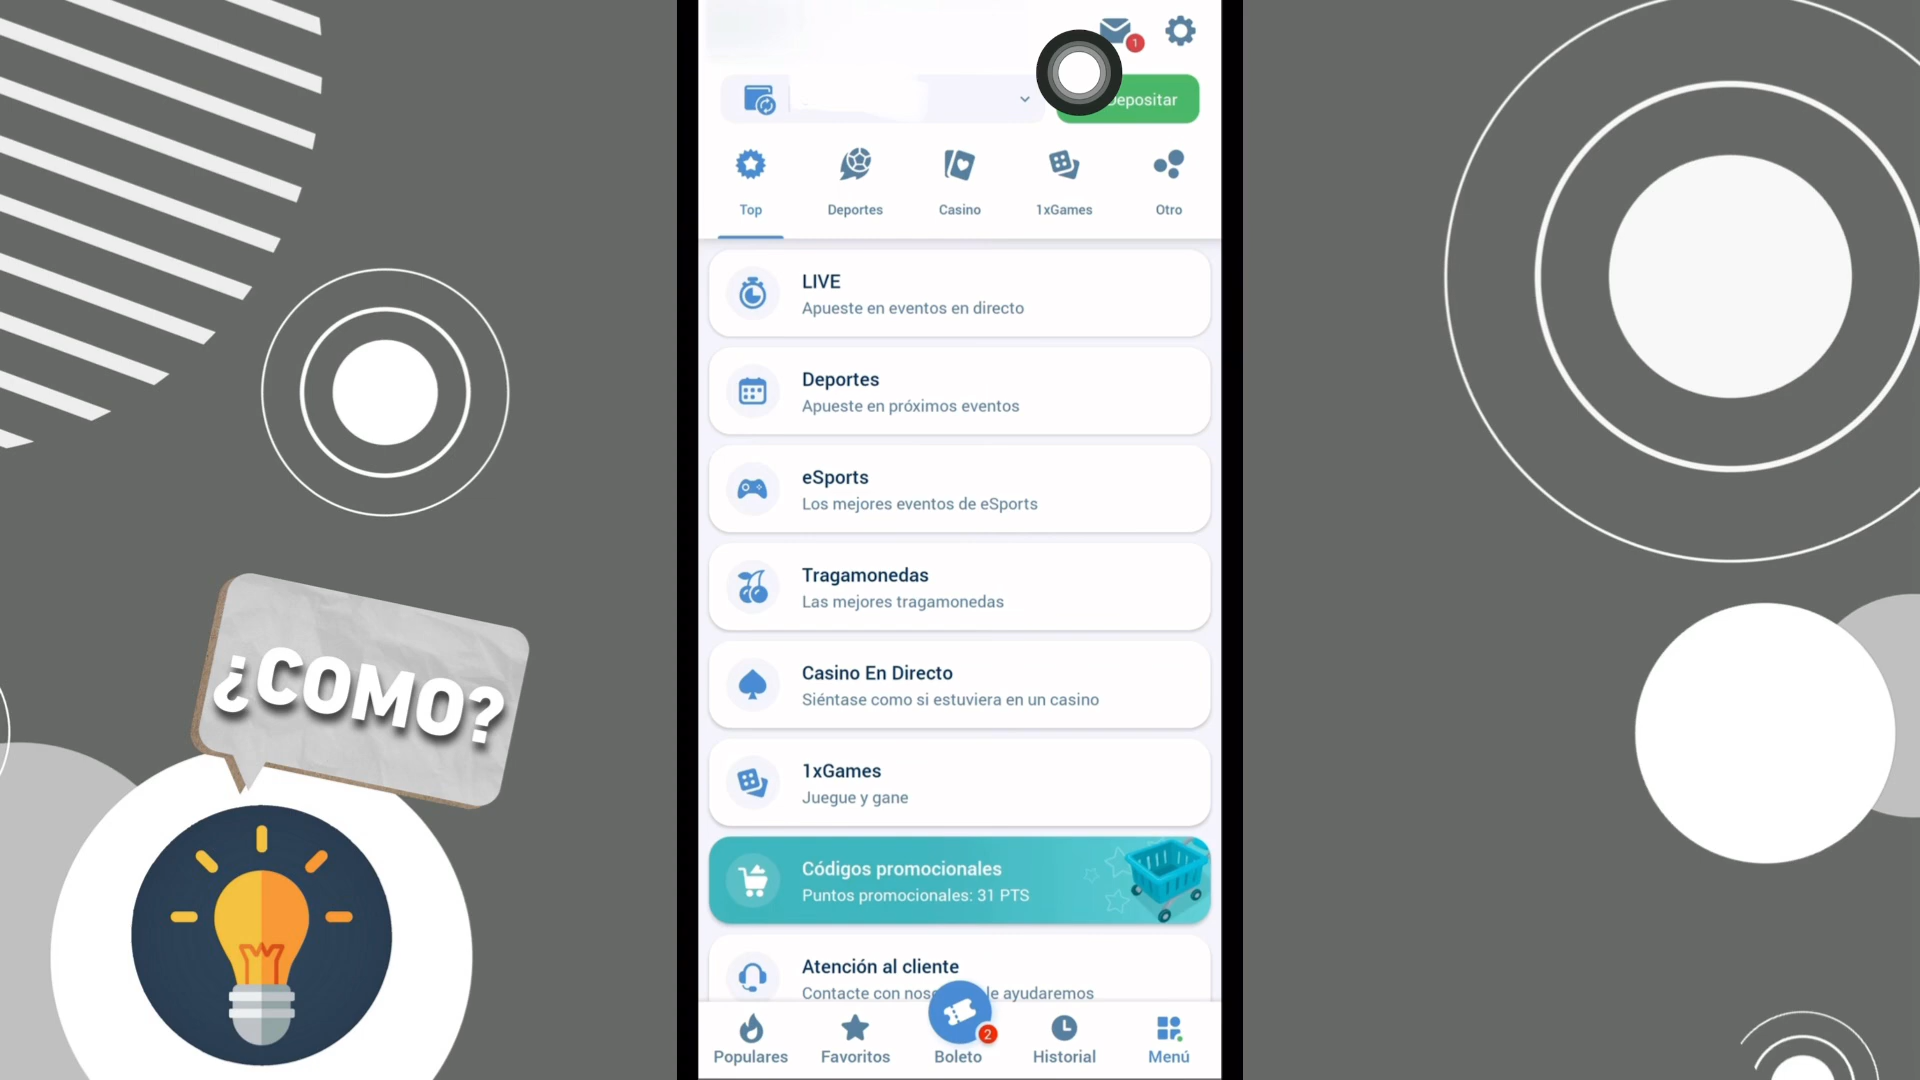 1
Depositar
Top
Deportes
Casino
1xGames
Otro
LIVE
Apueste en eventos en directo
Deportes
Apueste en próximos eventos
eSports
Los mejores eventos de eSports
Tragamonedas
Las mejores tragamonedas
Casino En Directo
Siéntase como si estuviera en un casino
1xGames
Juegue y gane
Códigos promocionales
Puntos promocionales: 31 PTS
Atención al cliente
Contacte con le ayudaremos
2
Populares
Favoritos
Boleto
Historial
Menú
¿COMO?